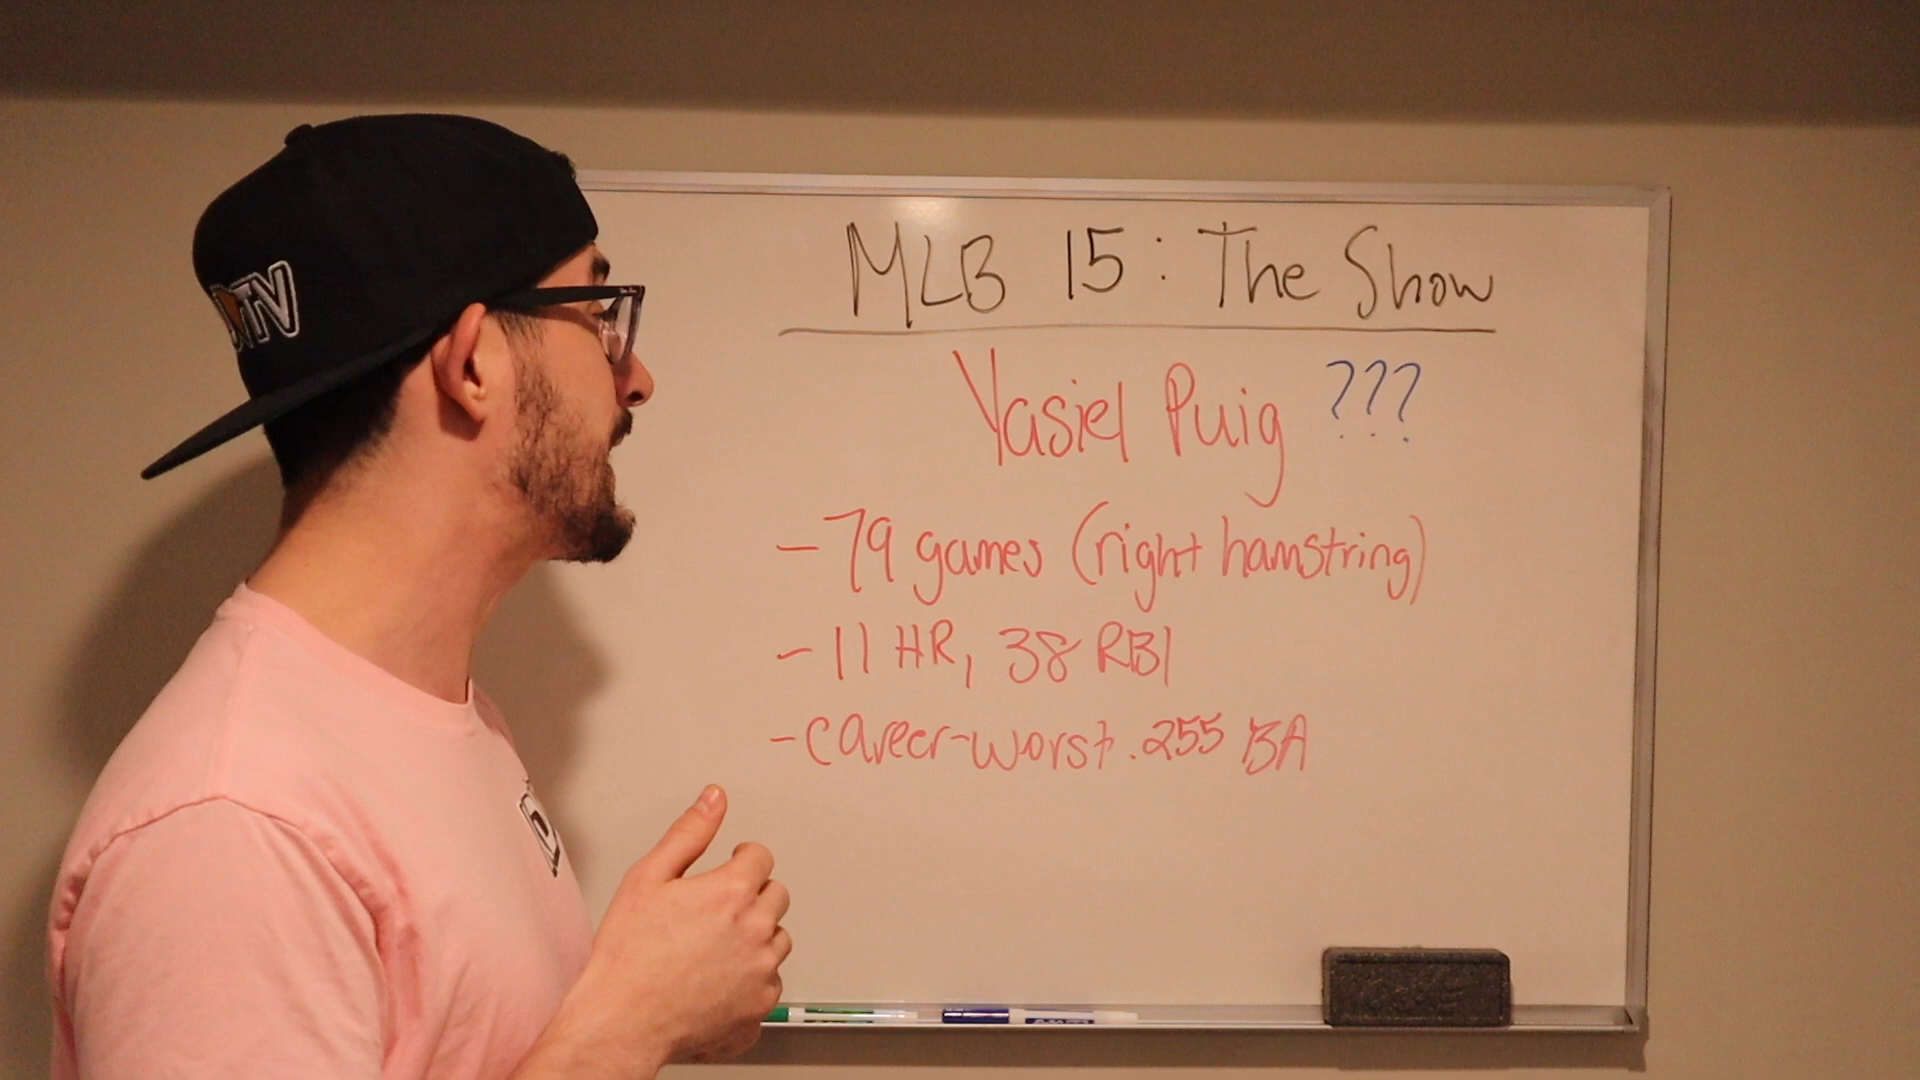 MLB 15: The Show
Yasiel Puig ???
- 79 games (right hamstring)
- 11 HR, 38 RBI
- career-worst .255 BA